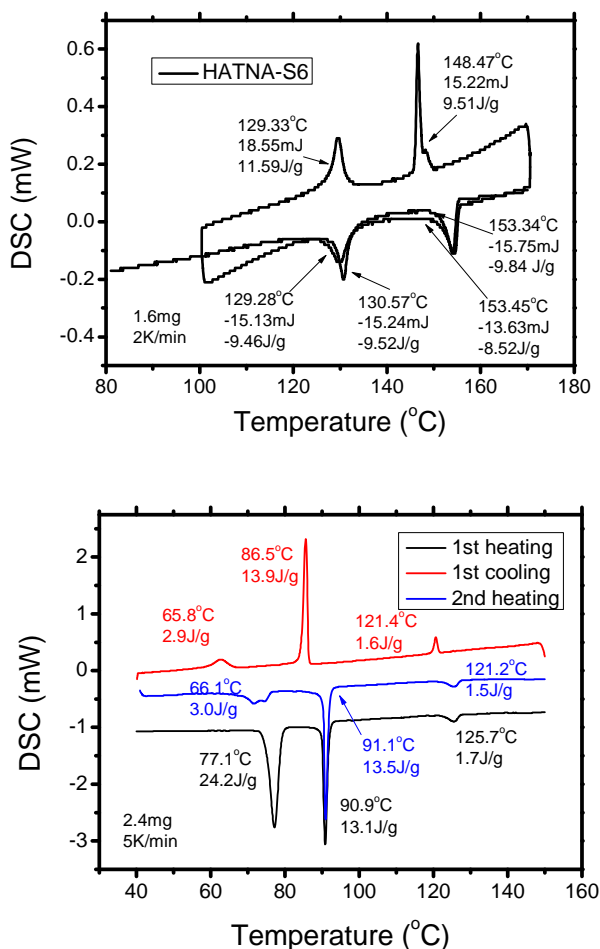 0.6
0.4
0.2
0.0
-0.2
-0.4
DSC (mW)
HATNA-S6
148.47°C
15.22mJ
9.51J/g
129.33°C
18.55mJ
11.59J/g
153.34°C
-15.75mJ
-9.84 J/g
129.28°C
-15.13mJ
-9.46J/g
130.57°C
-15.24mJ
-9.52J/g
153.45°C
-13.63mJ
-8.52J/g
1.6mg
2K/min
80 100 120 140 160 180
Temperature (°C)
2
1
0
-1
-2
-3
DSC (mW)
1st heating
1st cooling
2nd heating
86.5°C
13.9J/g
65.8°C
2.9J/g
121.4°C
1.6J/g
66.1°C
3.0J/g
121.2°C
1.5J/g
77.1°C
24.2J/g
91.1°C
13.5J/g
125.7°C
1.7J/g
90.9°C
13.1J/g
2.4mg
5K/min
40 60 80 100 120 140 160
Temperature (°C)